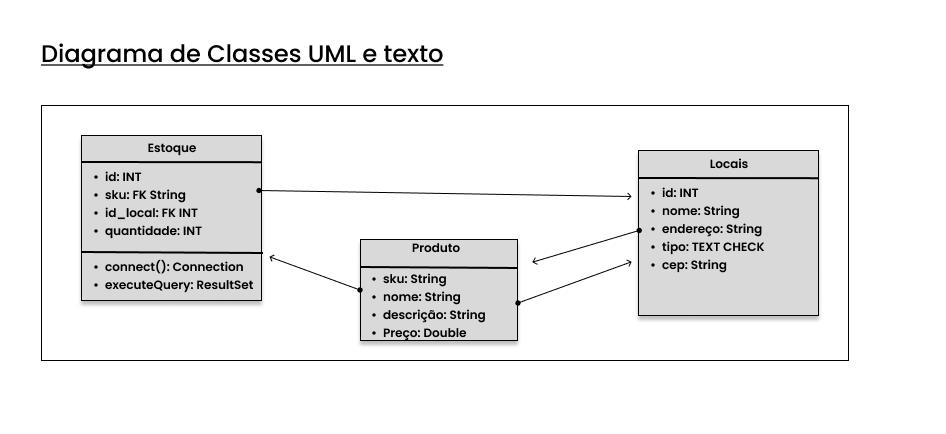 Diagrama de Classes UML e texto
Estoque
• id: INT
• sku: FK String
• id_local: FK INT
• quantidade: INT
• connect(): Connection
• executeQuery: ResultSet
Produto
• sku: String
• nome: String
• descrição: String
• Preço: Double
Locais
• id: INT
• nome: String
• endereço: String
• tipo: TEXT CHECK
• cep: String